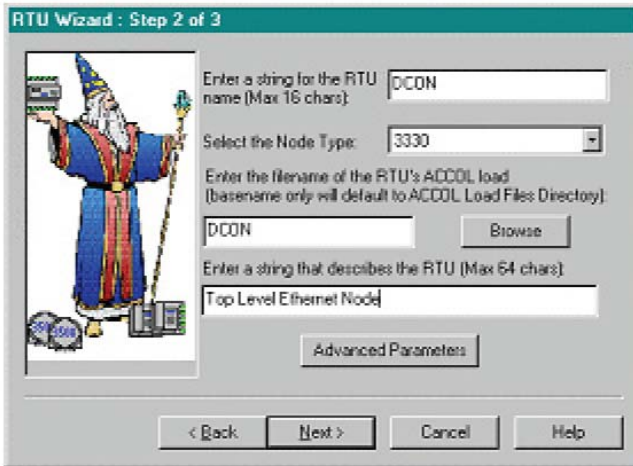 RTU Wizard : Step 2 of 3
Enter a string for the RTU
name (Max 16 chars):
DCON
Select the Node Type:
3330
Enter the filename of the RTU's ACCOL load
(basename only will default to ACCOL Load Files Directory):
DCON
Browse
Enter a string that describes the RTU (Max 64 chars)
Top Level Ethernet Node
Advanced Parameters
< Back
Next >
Cancel
Help